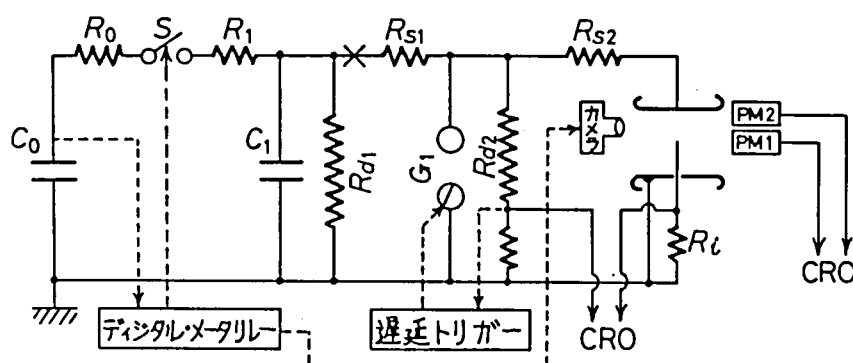 R0 S R1 Rs1 Rs2
C0 C1 Rd1 G1 Rd2 カメラ PM2
PM1
Ri
CRO
ディジタル・メータリレー 遅延トリガー CRO